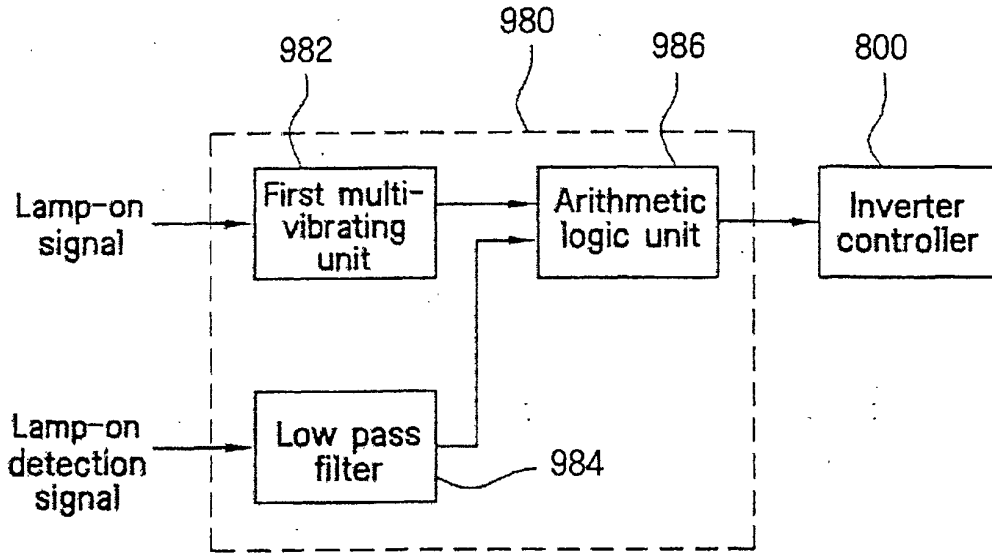 982
980
986
800
Lamp-on
signal
First multi-
vibrating
unit
Arithmetic
logic unit
Inverter
controller
Lamp-on
detection
signal
Low pass
filter
984